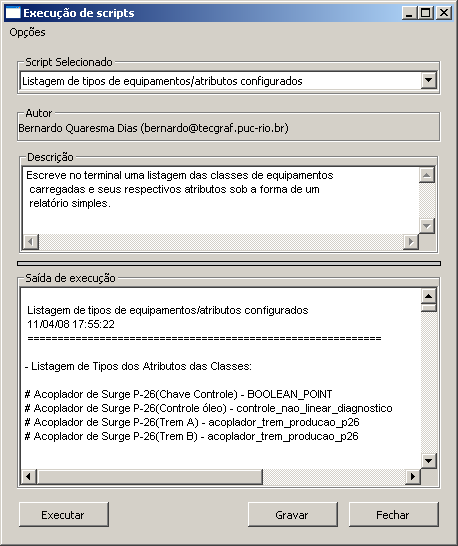 Execução de scripts
Opções
Script Selecionado
Listagem de tipos de equipamentos/atributos configurados
Autor
Bernardo Quaresma Dias (bernardo@tecgraf.puc-rio.br)
Descrição
Escreve no terminal uma listagem das classes de equipamentos
carregadas e seus respectivos atributos sob a forma de um
relatório simples.
Saída de execução
Listagem de tipos de equipamentos/atributos configurados
11/04/08 17:55:22
============================================================
- Listagem de Tipos dos Atributos das Classes:
# Acoplador de Surge P-26(Chave Controle) - BOOLEAN_POINT
# Acoplador de Surge P-26(Controle óleo) - controle_nao_linear_diagnostico
# Acoplador de Surge P-26(Trem A) - acoplador_trem_producao_p26
# Acoplador de Surge P-26(Trem B) - acoplador_trem_producao_p26
Executar
Gravar
Fechar